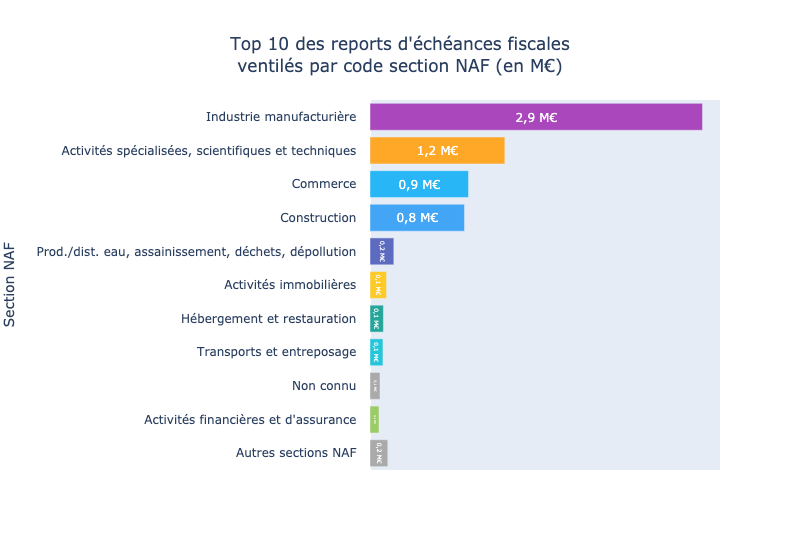 Top 10 des reports d'échéances fiscales
ventilés par code section NAF (en M€)
Section NAF
Industrie manufacturière
2,9 M€
Activités spécialisées, scientifiques et techniques
1,2 M€
Commerce
0,9 M€
Construction
0,8 M€
Prod./dist. eau, assainissement, déchets, dépollution
0,2 M€
Activités immobilières
0,1 M€
Hébergement et restauration
0,1 M€
Transports et entreposage
0,1 M€
Non connu
Activités financières et d'assurance
Autres sections NAF
0,2 M€